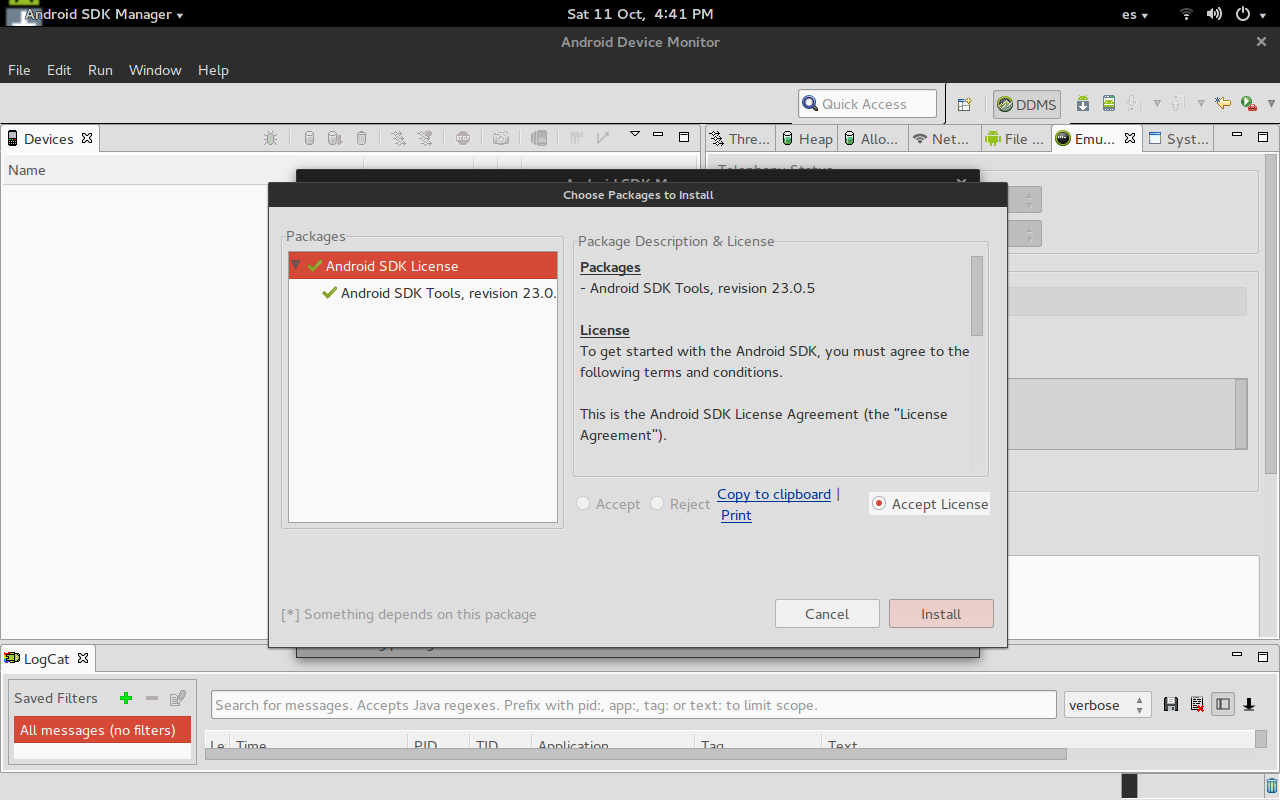 Android SDK Manager
Sat 11 Oct, 4:41 PM
es
Android Device Monitor
File Edit Run Window Help
Quick Access
DDMS
Devices
Thre...
Heap
Allo...
Net...
File ...
Emu...
Syst...
Name
Telephony Status
Choose Packages to Install
Packages
Android SDK License
Android SDK Tools, revision 23.0.
Package Description & License
Packages
- Android SDK Tools, revision 23.0.5
License
To get started with the Android SDK, you must agree to the
following terms and conditions.
This is the Android SDK License Agreement (the "License
Agreement").
Accept
Reject
Copy to clipboard |
Print
Accept License
[*] Something depends on this package
Cancel
Install
LogCat
Saved Filters
All messages (no filters)
Search for messages. Accepts Java regexes. Prefix with pid:, app:, tag: or text: to limit scope.
verbose
Time
PID
TID
Application
Tag
Text